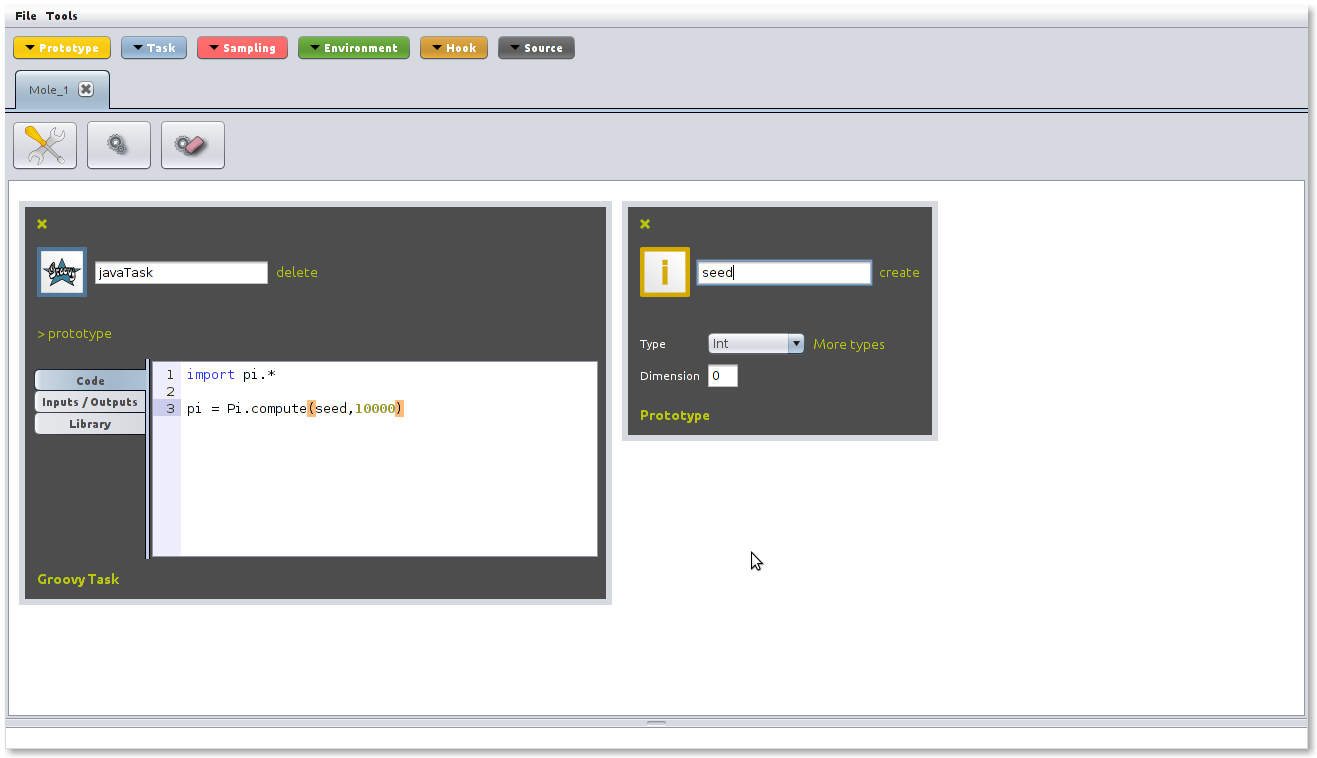 File Tools
Prototype Task Sampling Environment Hook Source
Mole_1
Groovy javaTask delete
i seed create
> prototype
Type Int More types
Dimension 0
Prototype
Code
Inputs / Outputs
Library
1 import pi.*
2
3 pi = Pi.compute(seed,10000)
Groovy Task